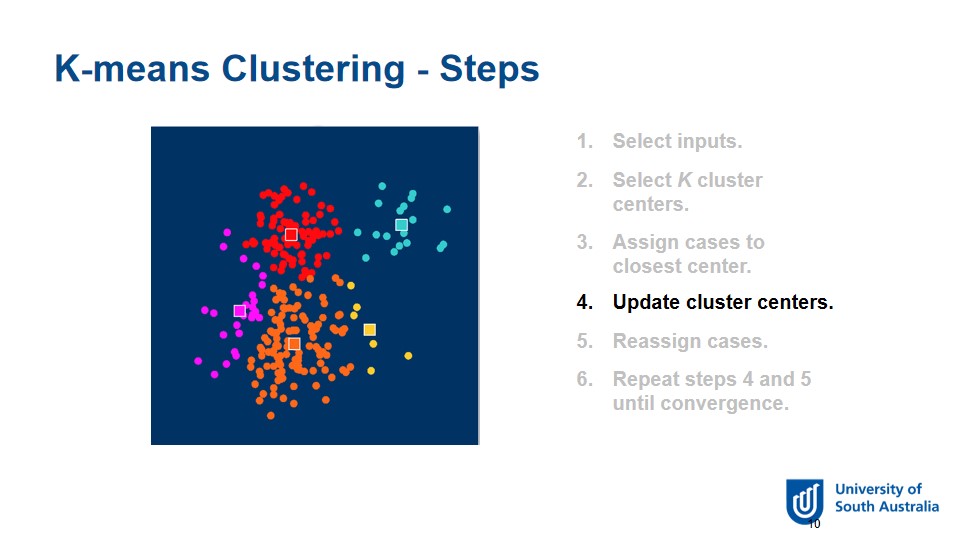 K-means Clustering - Steps
1. Select inputs.
2. Select K cluster
centers.
3. Assign cases to
closest center.
4. Update cluster centers.
5. Reassign cases.
6. Repeat steps 4 and 5
until convergence.
University of
South Australia
10